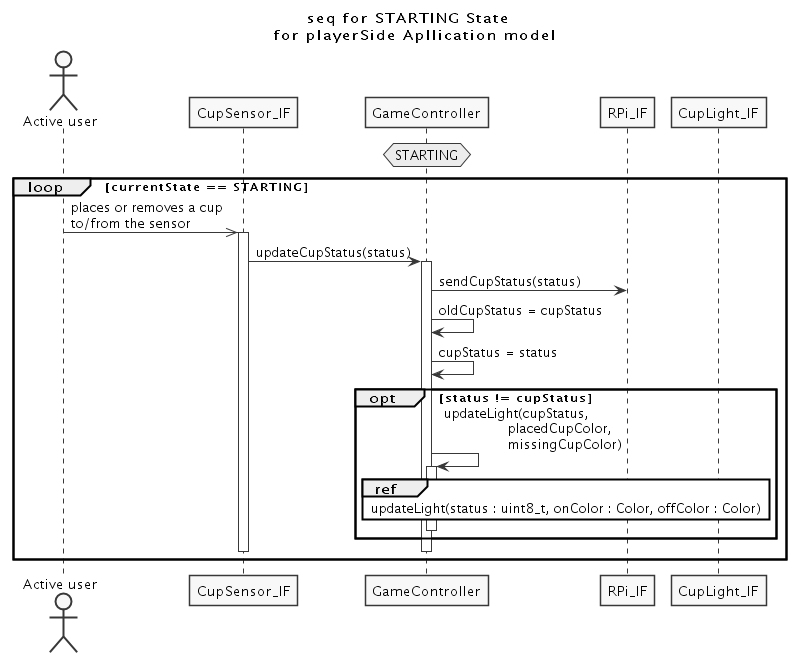 seq for STARTING State
for playerSide Apllication model
Active user
CupSensor_IF
GameController
RPi_IF
CupLight_IF
STARTING
loop
[currentState == STARTING]
places or removes a cup
to/from the sensor
updateCupStatus(status)
sendCupStatus(status)
oldCupStatus = cupStatus
cupStatus = status
opt
[status != cupStatus]
updateLight(cupStatus,
placedCupColor,
missingCupColor)
ref
updateLight(status : uint8_t, onColor : Color, offColor : Color)
Active user
CupSensor_IF
GameController
RPi_IF
CupLight_IF